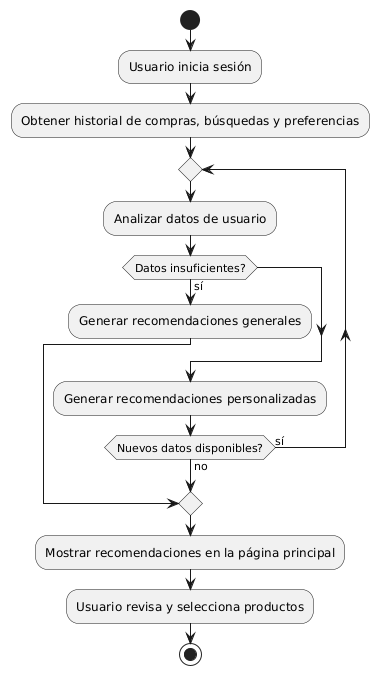 Usuario inicia sesión
Obtener historial de compras, búsquedas y preferencias
Analizar datos de usuario
Datos insuficientes?
sí
Generar recomendaciones generales
Generar recomendaciones personalizadas
Nuevos datos disponibles?
sí
no
Mostrar recomendaciones en la página principal
Usuario revisa y selecciona productos